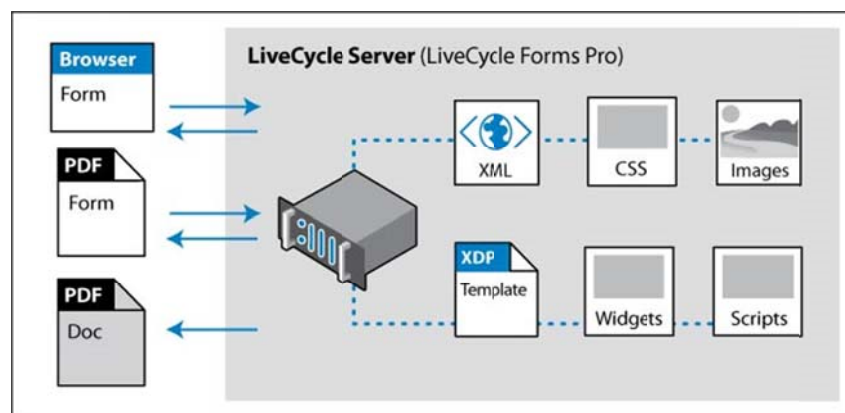 LiveCycle Server (LiveCycle Forms Pro)
Browser
Form
PDF
Form
PDF
Doc
XML
CSS
Images
XDP
Template
Widgets
Scripts